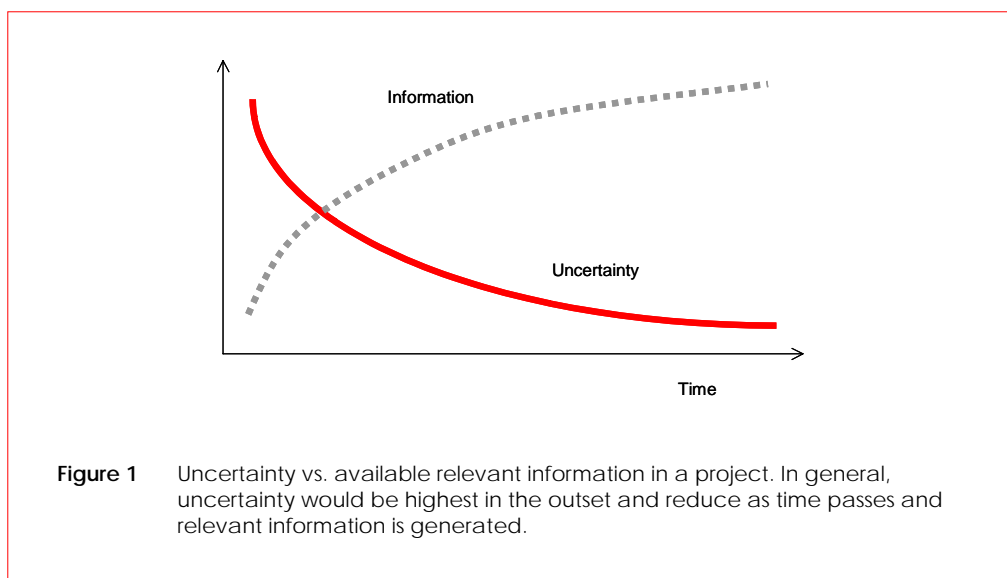 Information
Uncertainty
Time
Figure 1 Uncertainty vs. available relevant information in a project. In general,
uncertainty would be highest in the outset and reduce as time passes and
relevant information is generated.